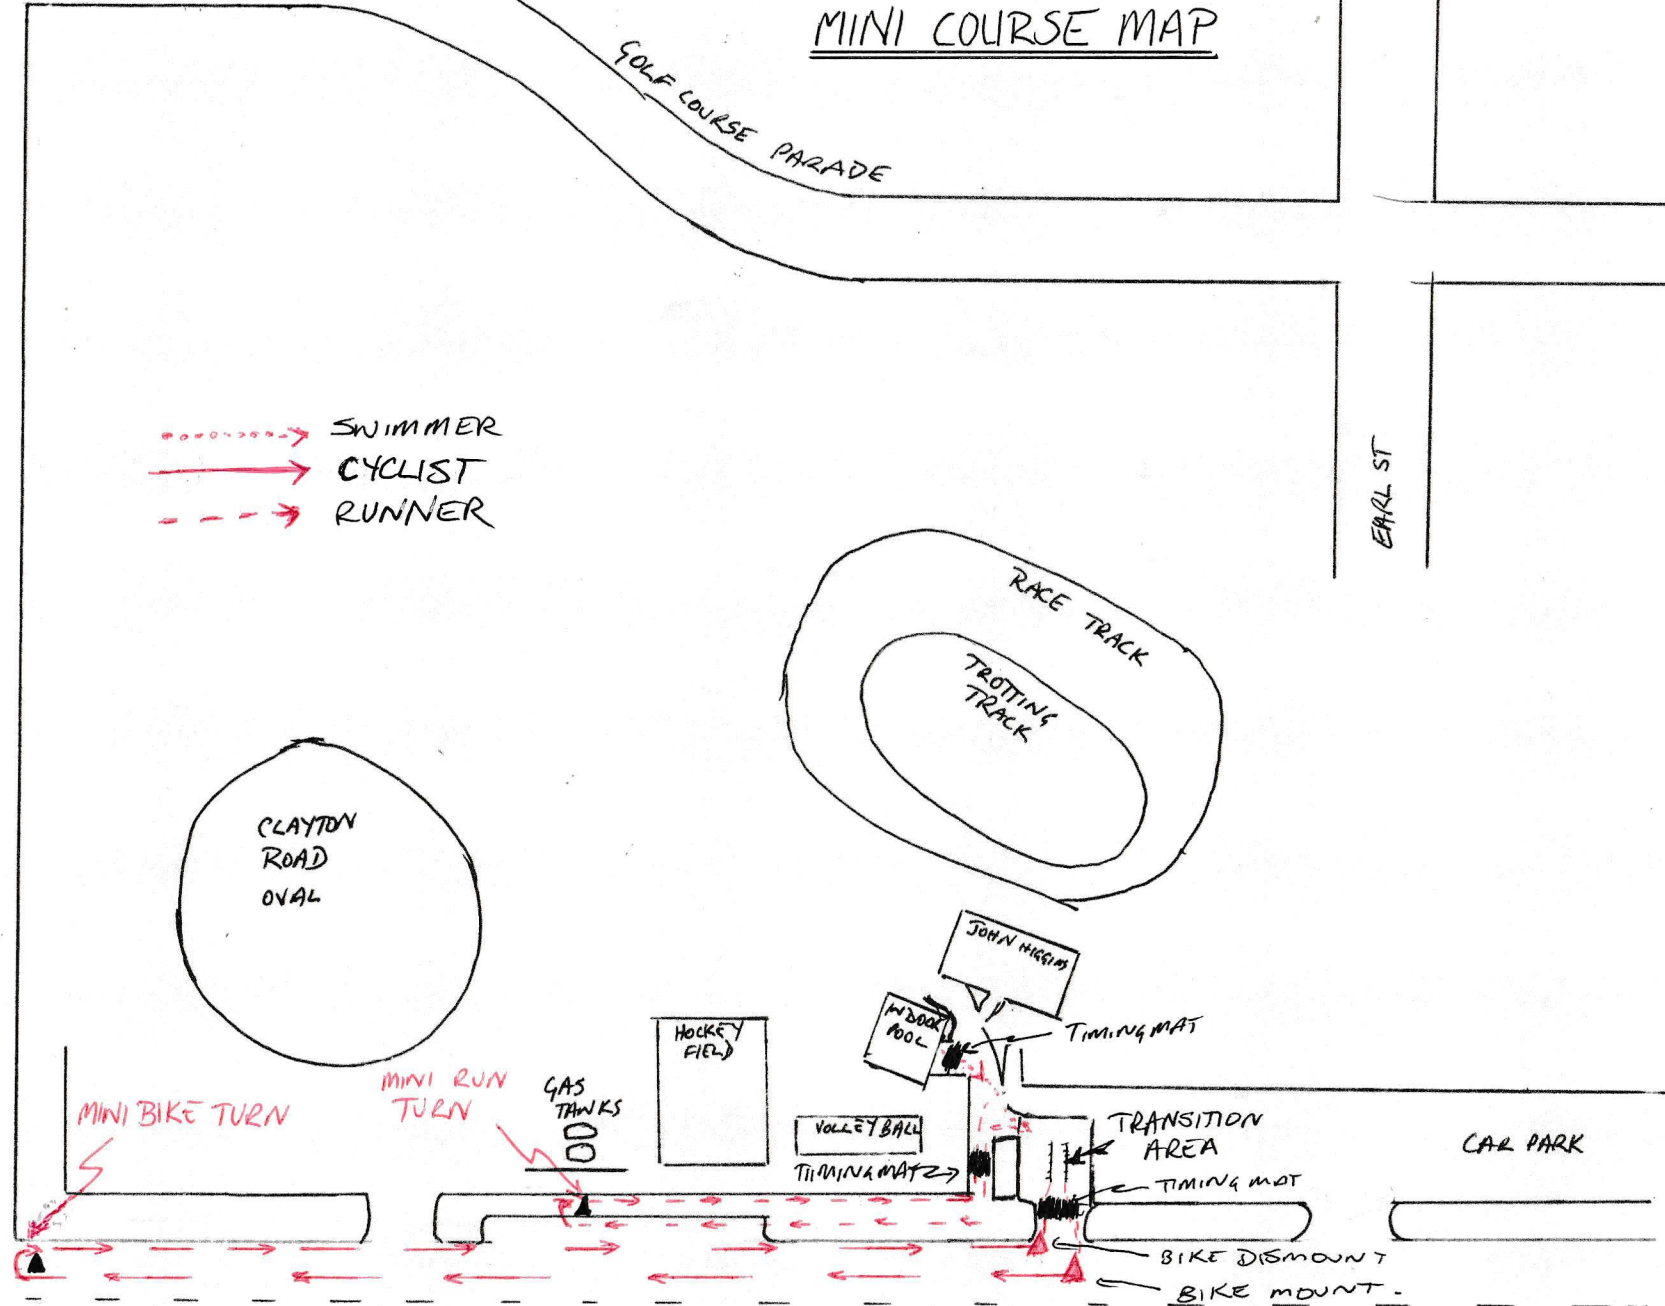 MINI COURSE MAP
GOLF COURSE PARADE
SWIMMER
CYCLIST
RUNNER
EARL ST
RACE TRACK
TROTTING
TRACK
CLAYTON
ROAD
OVAL
JOHN HIGGINS
INDOOR
POOL
TIMING MAT
HOCKEY
FIELD
MINI RUN
TURN
GAS
TANKS
MINI BIKE TURN
VOLLEYBALL
TIMING MAT
TRANSITION
AREA
CAR PARK
TIMING MAT
BIKE DISMOUNT
BIKE MOUNT.